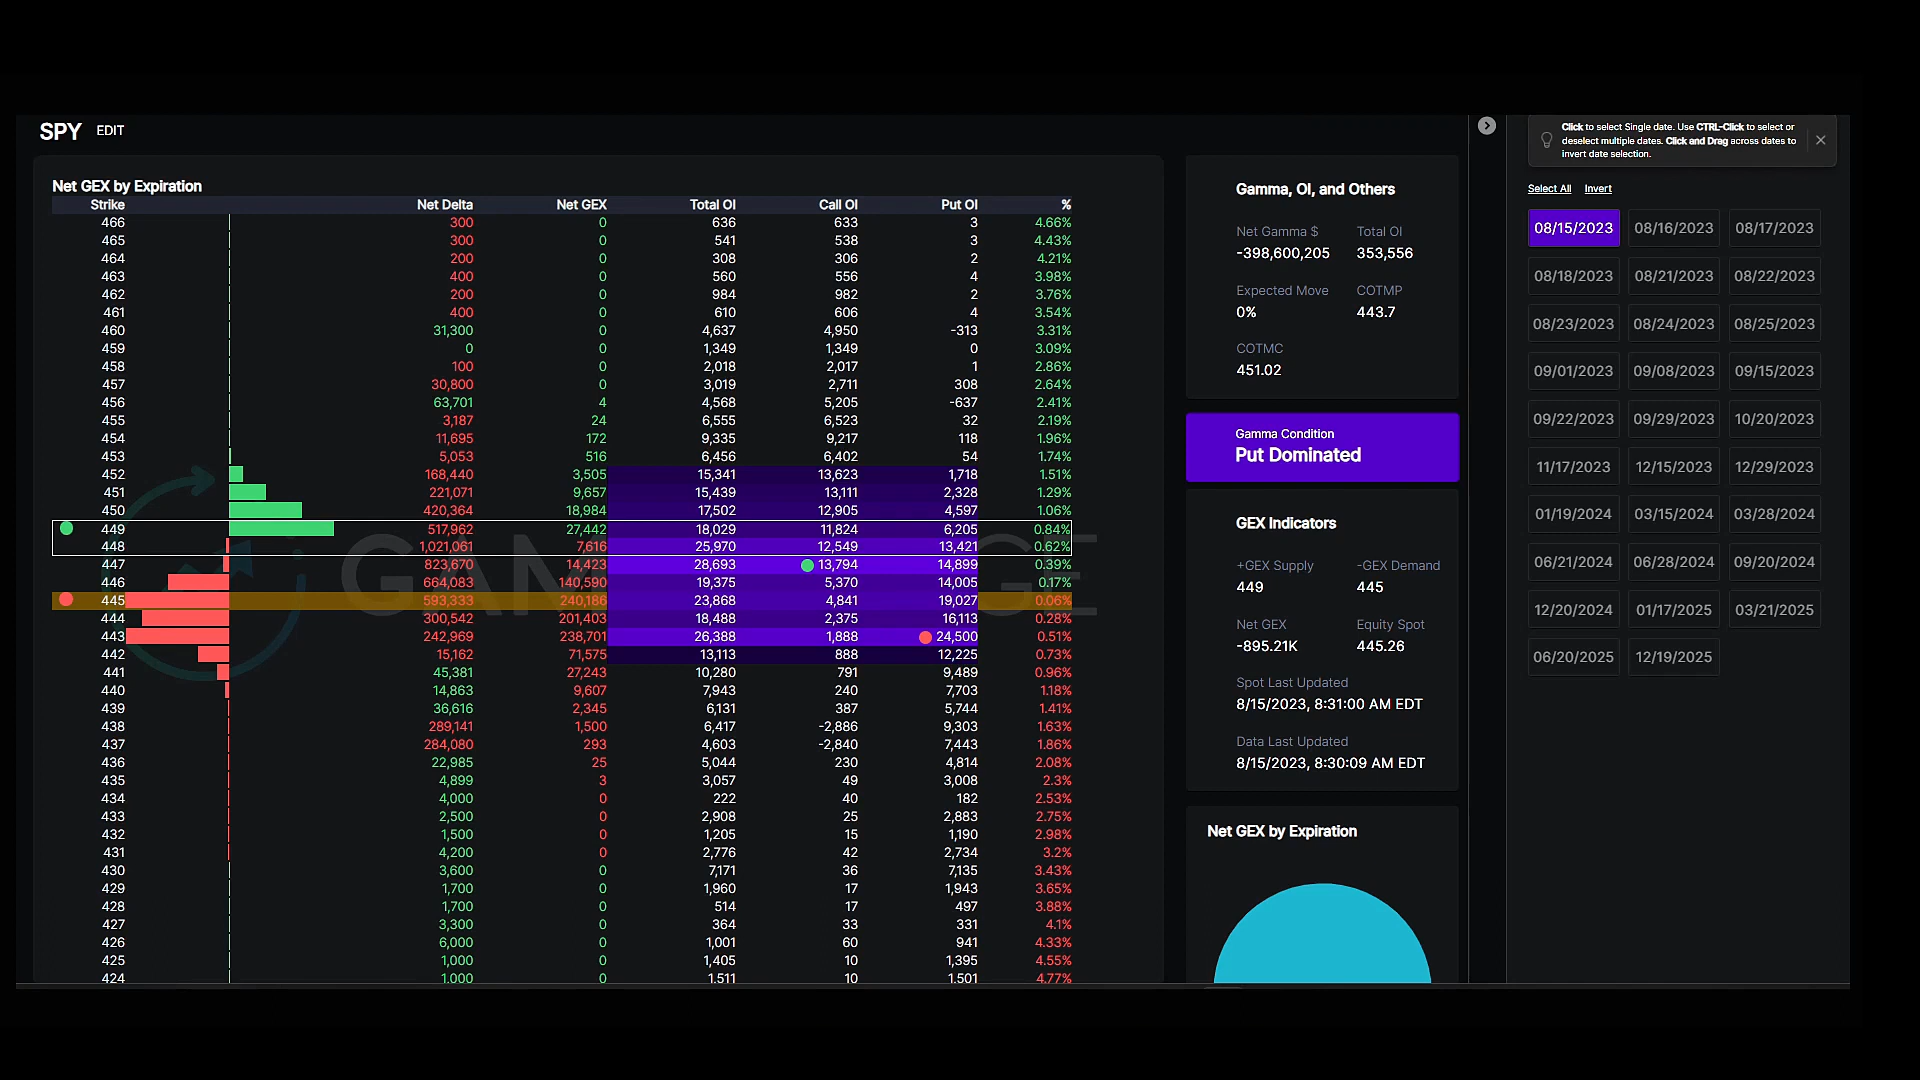 SPY EDIT
Click to select Single date. Use CTRL-Click to select or
deselect multiple dates. Click and Drag across dates to
invert date selection.
Select All Invert
Net GEX by Expiration
Strike Net Delta Net GEX Total OI Call OI Put OI %
466 300 0 636 633 3 4.66%
465 300 0 541 538 3 4.43%
464 200 0 308 306 2 4.21%
463 400 0 560 556 4 3.98%
462 200 0 984 982 2 3.76%
461 400 0 610 606 4 3.54%
460 31,300 0 4,637 4,950 -313 3.31%
459 0 0 1,349 1,349 0 3.09%
458 100 0 2,018 2,017 1 2.86%
457 30,800 0 3,019 2,711 308 2.64%
456 63,701 4 4,568 5,205 -637 2.41%
455 3,187 24 6,555 6,523 32 2.19%
454 11,695 172 9,335 9,217 118 1.96%
453 5,053 516 6,456 6,402 54 1.74%
452 168,440 3,505 15,341 13,623 1,718 1.51%
451 221,071 9,657 15,439 13,111 2,328 1.29%
450 420,364 18,984 17,502 12,905 4,597 1.06%
449 517,962 27,442 18,029 11,824 6,205 0.84%
448 1,021,061 7,616 25,970 12,549 13,421 0.62%
447 823,670 14,423 28,693 13,794 14,899 0.39%
446 664,083 140,590 19,375 5,370 14,005 0.17%
445 593,333 240,186 23,868 4,841 19,027 0.06%
444 300,542 201,403 18,488 2,375 16,113 0.28%
443 242,969 238,701 26,388 1,888 24,500 0.51%
442 15,162 71,575 13,113 888 12,225 0.73%
441 45,381 27,243 10,280 791 9,489 0.96%
440 14,863 9,607 7,943 240 7,703 1.18%
439 36,616 2,345 6,131 387 5,744 1.41%
438 289,141 1,500 6,417 -2,886 9,303 1.63%
437 284,080 293 4,603 -2,840 7,443 1.86%
436 22,985 25 5,044 230 4,814 2.08%
435 4,899 3 3,057 49 3,008 2.3%
434 4,000 0 222 40 182 2.53%
433 2,500 0 2,908 25 2,883 2.75%
432 1,500 0 1,205 15 1,190 2.98%
431 4,200 0 2,776 42 2,734 3.2%
430 3,600 0 7,171 36 7,135 3.43%
429 1,700 0 1,960 17 1,943 3.65%
428 1,700 0 514 17 497 3.88%
427 3,300 0 364 33 331 4.1%
426 6,000 0 1,001 60 941 4.33%
425 1,000 0 1,405 10 1,395 4.55%
424 1,000 0 1,511 10 1,501 4.77%
Gamma, OI, and Others
Net Gamma $ Total OI
-398,600,205 353,556
Expected Move COTMP
0% 443.7
COTMC
451.02
Gamma Condition
Put Dominated
GEX Indicators
+GEX Supply -GEX Demand
449 445
Net GEX Equity Spot
-895.21K 445.26
Spot Last Updated
8/15/2023, 8:31:00 AM EDT
Data Last Updated
8/15/2023, 8:30:09 AM EDT
Net GEX by Expiration
08/15/2023 08/16/2023 08/17/2023
08/18/2023 08/21/2023 08/22/2023
08/23/2023 08/24/2023 08/25/2023
09/01/2023 09/08/2023 09/15/2023
09/22/2023 09/29/2023 10/20/2023
11/17/2023 12/15/2023 12/29/2023
01/19/2024 03/15/2024 03/28/2024
06/21/2024 06/28/2024 09/20/2024
12/20/2024 01/17/2025 03/21/2025
06/20/2025 12/19/2025